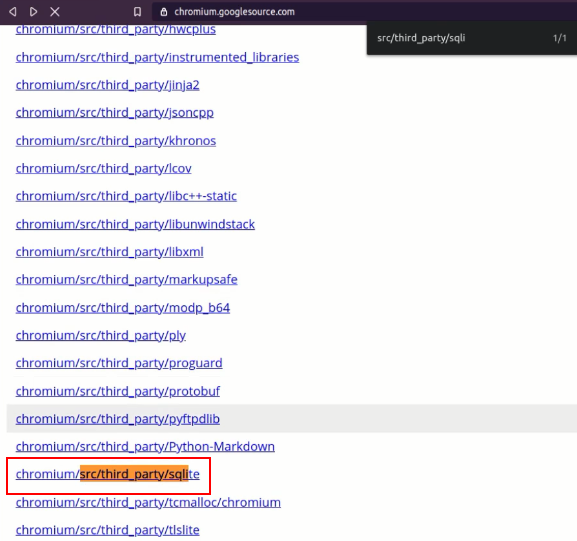 chromium.googlesource.com
src/third_party/sqli 1/1
chromium/src/third_party/hwcplus
chromium/src/third_party/instrumented_libraries
chromium/src/third_party/jinja2
chromium/src/third_party/jsoncpp
chromium/src/third_party/khronos
chromium/src/third_party/lcov
chromium/src/third_party/libc++-static
chromium/src/third_party/libunwindstack
chromium/src/third_party/libxml
chromium/src/third_party/markupsafe
chromium/src/third_party/modp_b64
chromium/src/third_party/ply
chromium/src/third_party/proguard
chromium/src/third_party/protobuf
chromium/src/third_party/pyftpdlib
chromium/src/third_party/Python-Markdown
chromium/src/third_party/sqlite
chromium/src/third_party/tcmalloc/chromium
chromium/src/third_party/tlslite